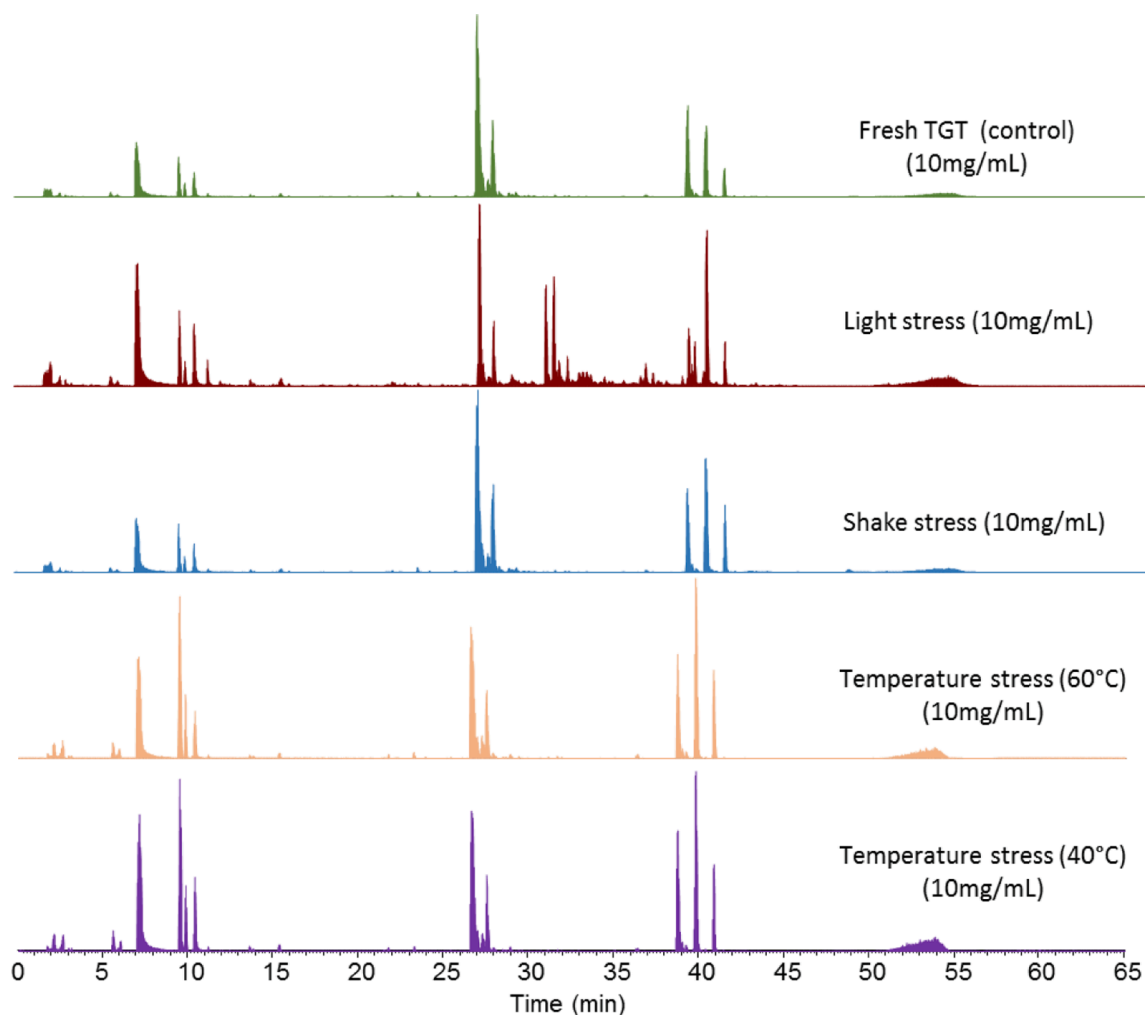 Fresh TGT (control)
(10mg/mL)
Light stress (10mg/mL)
Shake stress (10mg/mL)
Temperature stress (60°C)
(10mg/mL)
Temperature stress (40°C)
(10mg/mL)
0 5 10 15 20 25 30 35 40 45 50 55 60 65
Time (min)